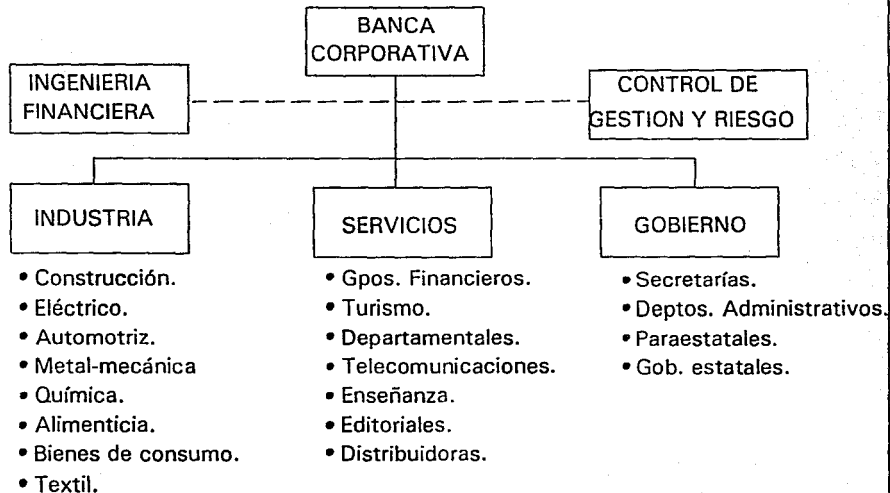 BANCA
CORPORATIVA
INGENIERIA
FINANCIERA
CONTROL DE
GESTION Y RIESGO
INDUSTRIA
• Construcción.
• Eléctrico.
• Automotriz.
• Metal-mecánica
• Química.
• Alimenticia.
• Bienes de consumo.
• Textil.
SERVICIOS
• Gpos. Financieros.
• Turismo.
• Departamentales.
• Telecomunicaciones.
• Enseñanza.
• Editoriales.
• Distribuidoras.
GOBIERNO
• Secretarías.
• Deptos. Administrativos.
• Paraestatales.
• Gob. estatales.